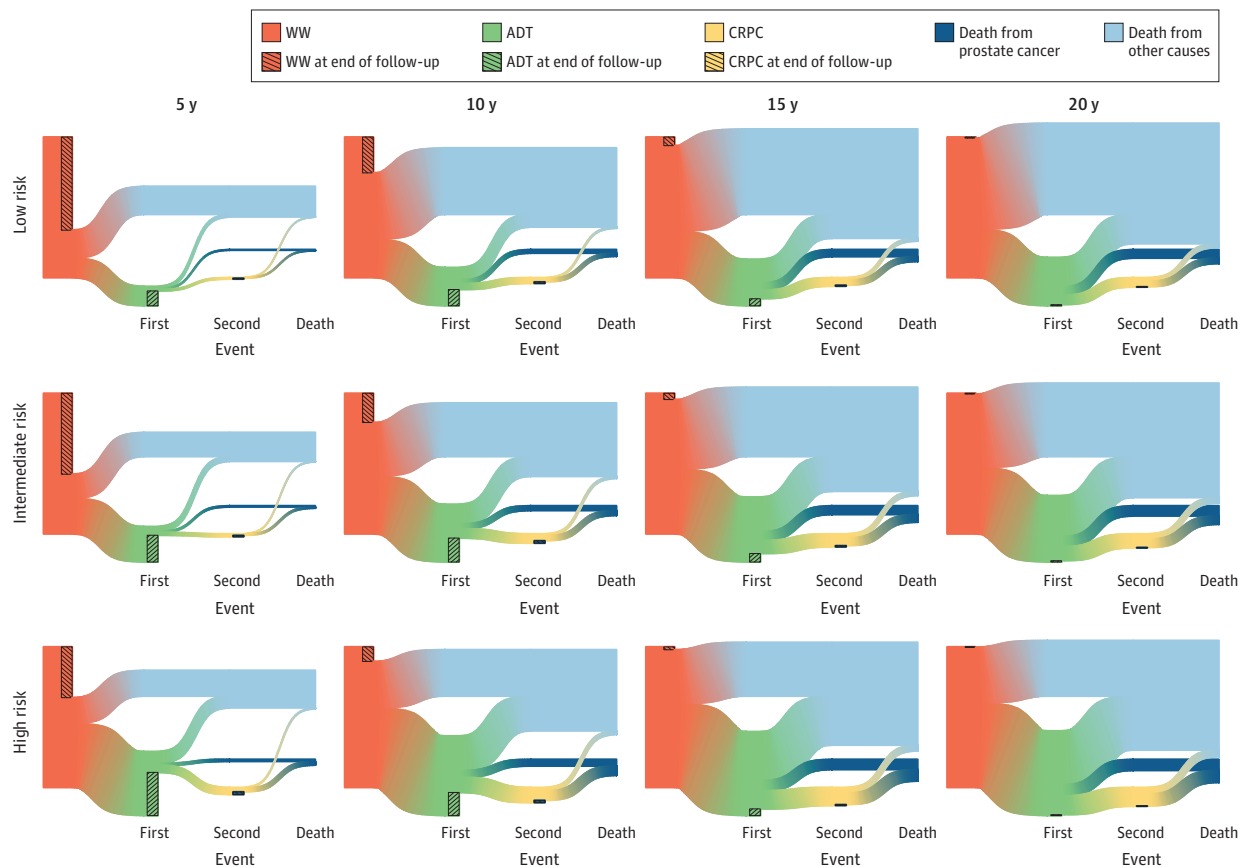 WW
ADT
CRPC
Death from
prostate cancer
Death from
other causes
WW at end of follow-up
ADT at end of follow-up
CRPC at end of follow-up
5 y
10 y
15 y
20 y
Low risk
First
Second
Death
First
Second
Death
First
Second
Death
First
Second
Death
Event
Event
Event
Event
Intermediate risk
First
Second
Death
First
Second
Death
First
Second
Death
First
Second
Death
Event
Event
Event
Event
High risk
First
Second
Death
First
Second
Death
First
Second
Death
First
Second
Death
Event
Event
Event
Event